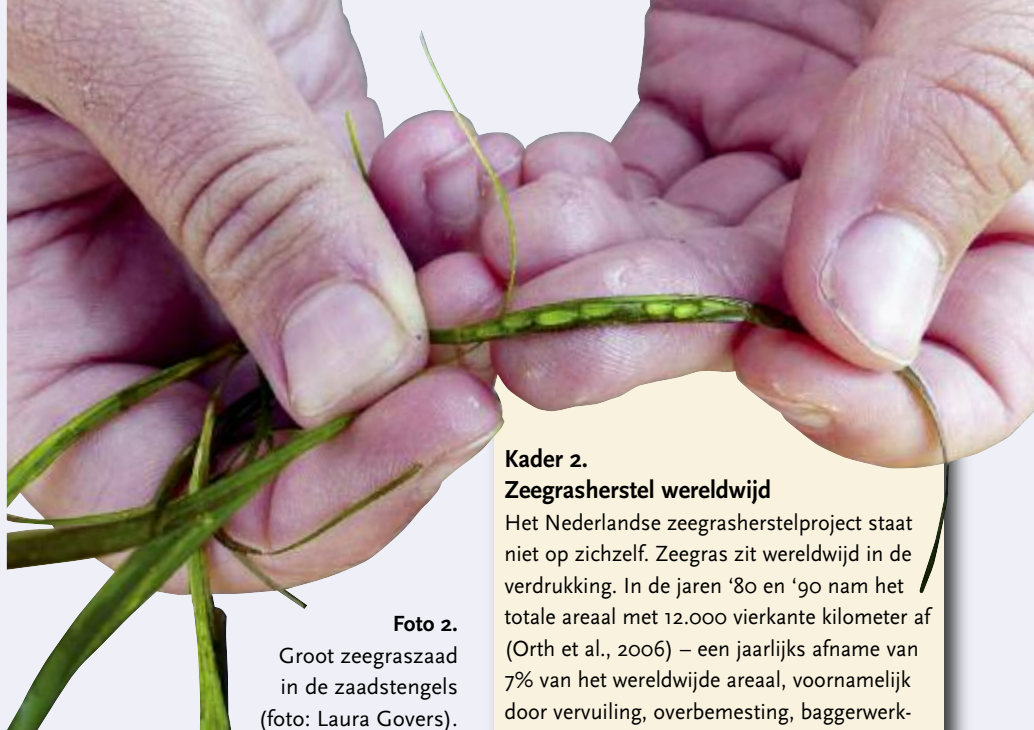 Foto 2.
Groot zeegraszaad
in de zaadstengels
(foto: Laura Govers).
Kader 2.
Zeegrasherstel wereldwijd
Het Nederlandse zeegrasherstelproject staat
niet op zichzelf. Zeegras zit wereldwijd in de
verdrukking. In de jaren ‘80 en ‘90 nam het
totale areaal met 12.000 vierkante kilometer af
(Orth et al., 2006) – een jaarlijks afname van
7% van het wereldwijde areaal, voornamelijk
door vervuiling, overbemesting, baggerwerk-